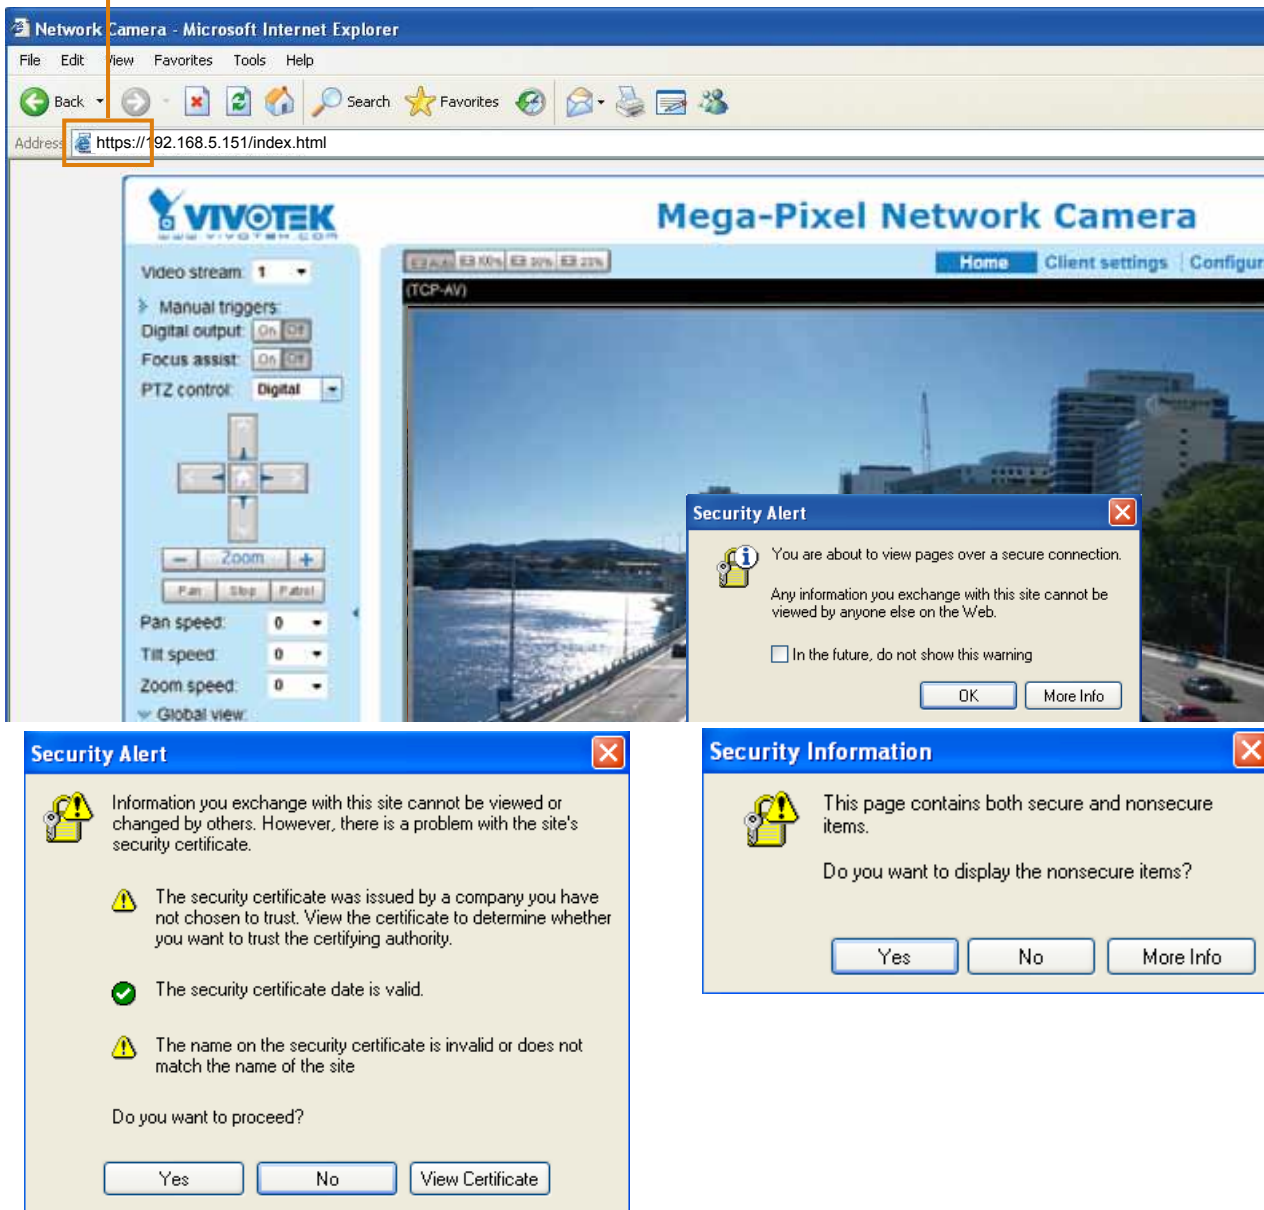 Network Camera - Microsoft Internet Explorer
File Edit View Favorites Tools Help
Back Search Favorites
Address https://192.168.5.151/index.html
VIVOTEK
www.vivotek.com
Mega-Pixel Network Camera
Auto 100% 50% 25%
Home Client settings Configur
Video stream: 1
(TCP-AV)
Manual triggers:
Digital output: On Off
Focus assist: On Off
PTZ control: Digital
− Zoom +
Pan Stop Patrol
Pan speed: 0
Tilt speed: 0
Zoom speed: 0
Global view:
Security Alert
You are about to view pages over a secure connection.
Any information you exchange with this site cannot be
viewed by anyone else on the Web.
In the future, do not show this warning
OK More Info
Security Alert
Information you exchange with this site cannot be viewed or
changed by others. However, there is a problem with the site's
security certificate.
The security certificate was issued by a company you have
not chosen to trust. View the certificate to determine whether
you want to trust the certifying authority.
The security certificate date is valid.
The name on the security certificate is invalid or does not
match the name of the site
Do you want to proceed?
Yes No View Certificate
Security Information
This page contains both secure and nonsecure
items.
Do you want to display the nonsecure items?
Yes No More Info